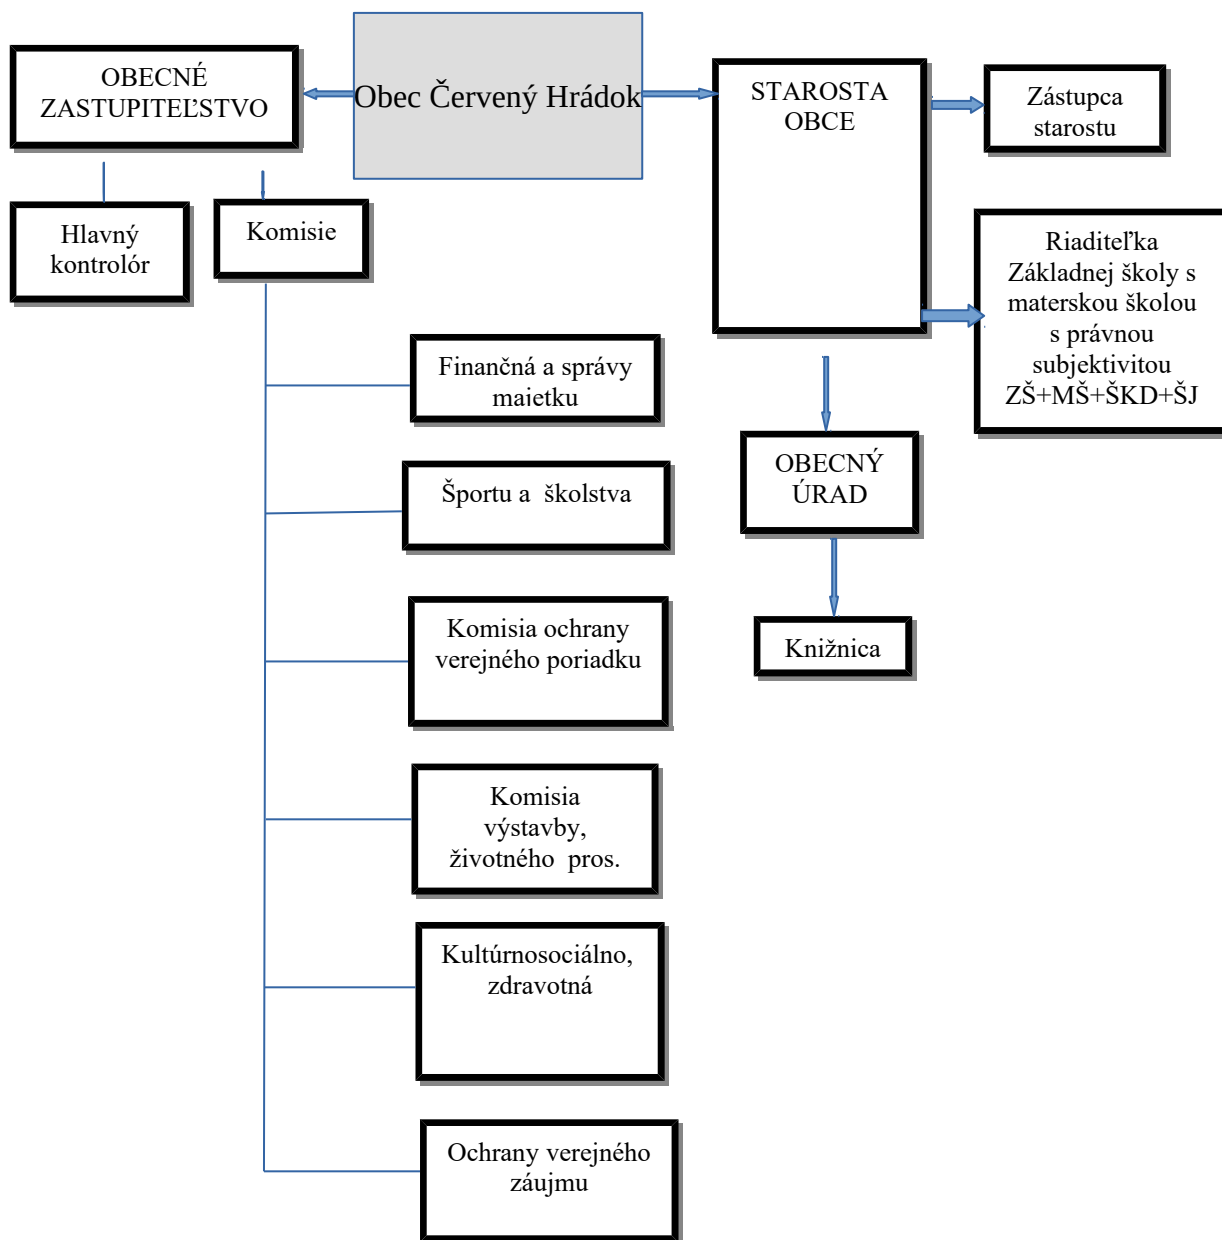 OBECNÉ
ZASTUPITEĽSTVO
Obec Červený Hrádok
STAROSTA
OBCE
Zástupca
starostu
Hlavný
kontrolór
Komisie
Riaditeľka
Základnej školy s
materskou školou
s právnou
subjektivitou
ZŠ+MŠ+ŠKD+ŠJ
Finančná a správy
maietku
OBECNÝ
ÚRAD
Športu a školstva
Komisia ochrany
verejného poriadku
Knižnica
Komisia
výstavby,
životného pros.
Kultúrnosociálno,
zdravotná
Ochrany verejného
záujmu